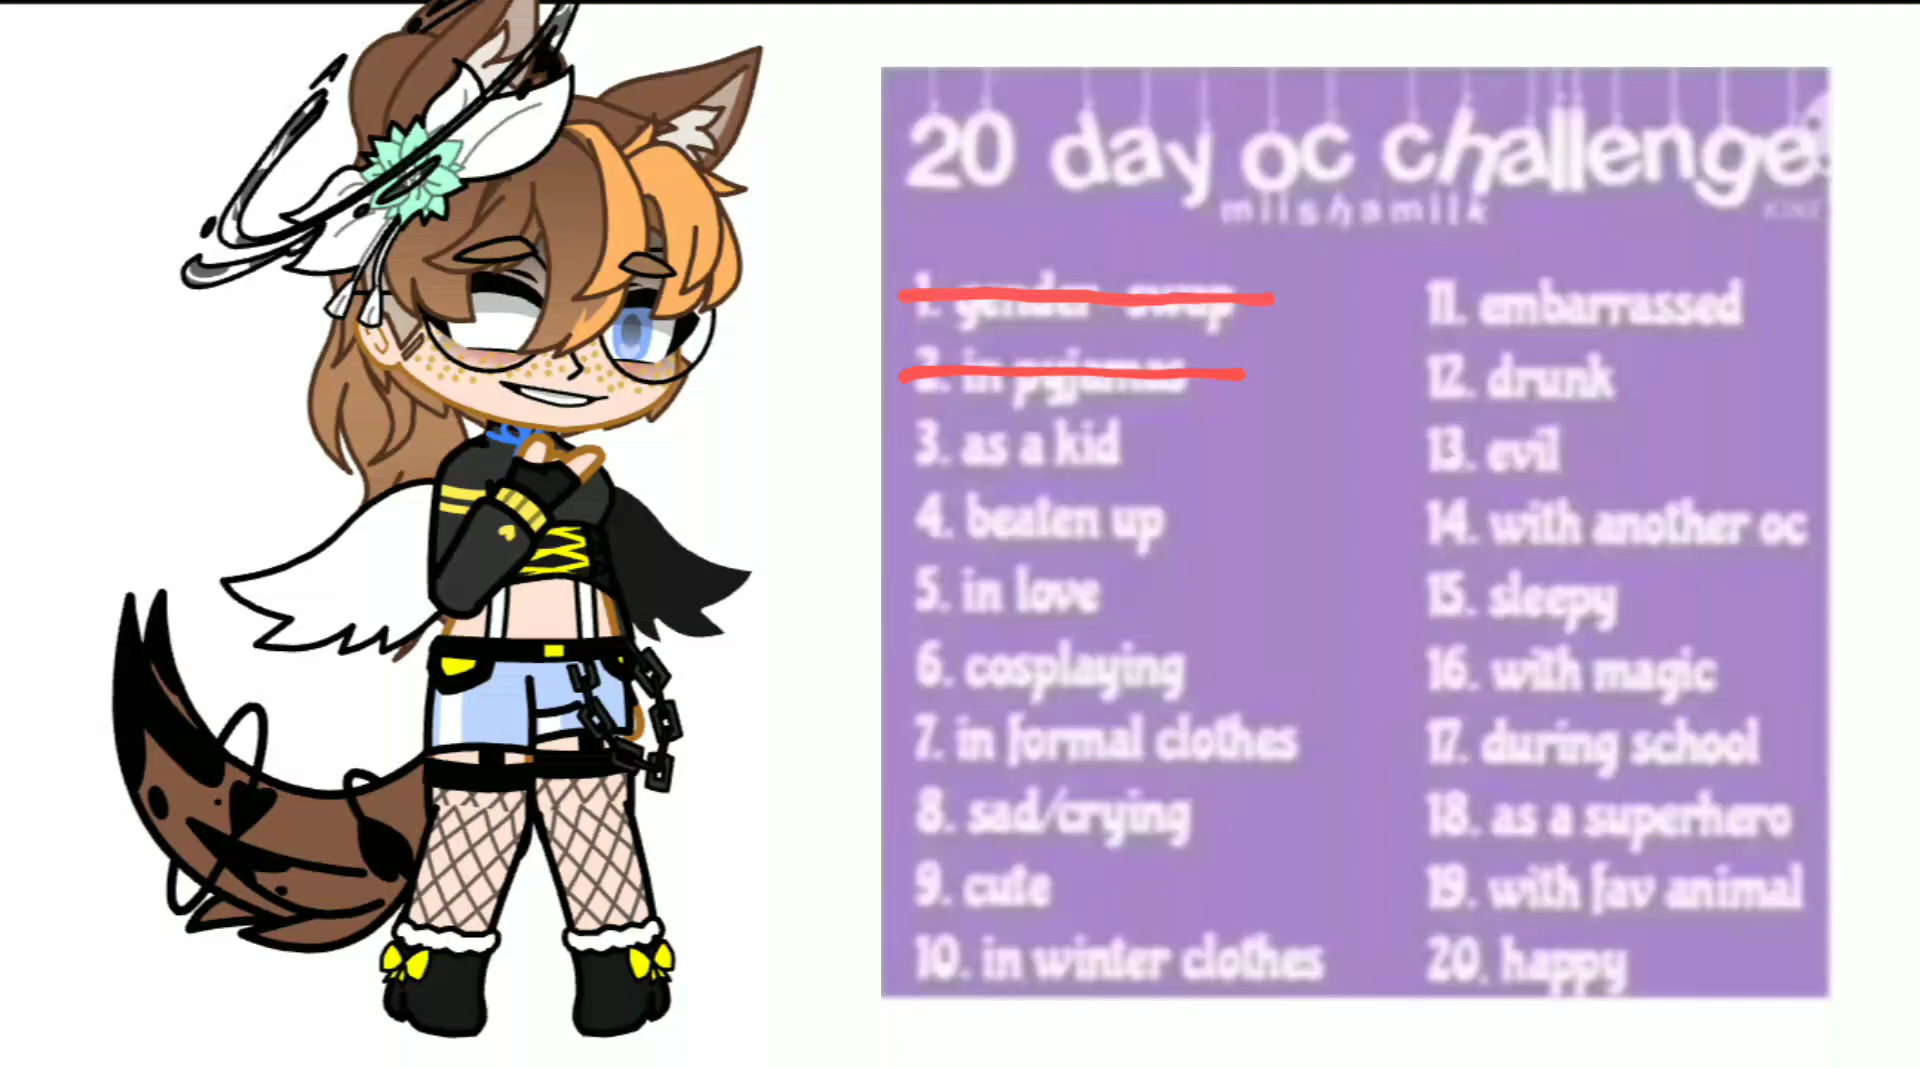 20 day oc challenge
milshamilk
1. gender swap
2. in pyjamas
3. as a kid
4. beaten up
5. in love
6. cosplaying
7. in formal clothes
8. sad/crying
9. cute
10. in winter clothes
11. embarrassed
12. drunk
13. evil
14. with another oc
15. sleepy
16. with magic
17. during school
18. as a superhero
19. with fav animal
20. happy